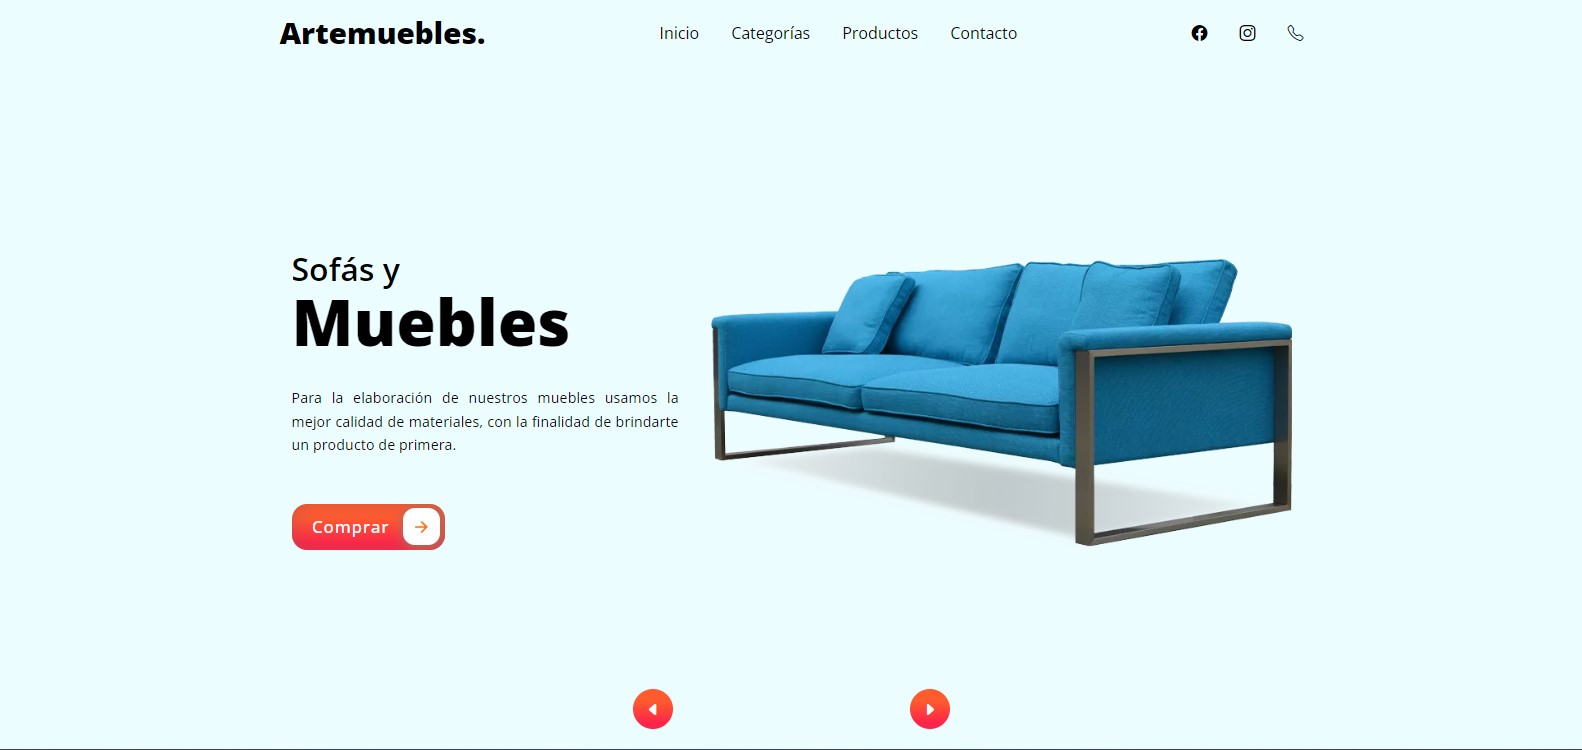 Artemuebles.
Inicio Categorías Productos Contacto
Sofás y
Muebles
Para la elaboración de nuestros muebles usamos la
mejor calidad de materiales, con la finalidad de brindarte
un producto de primera.
Comprar